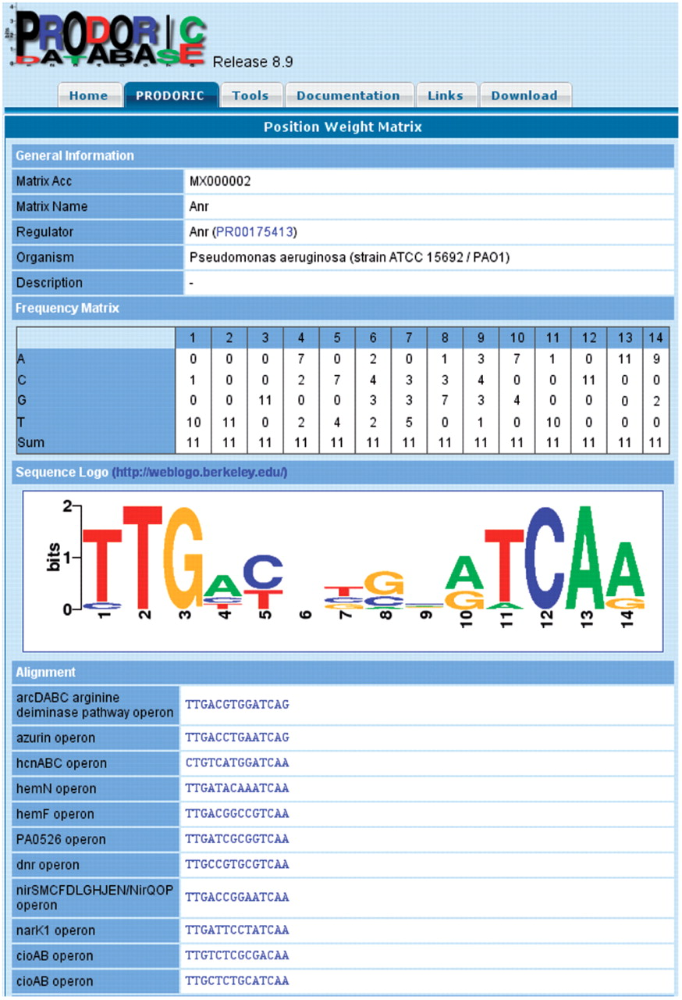 PRODORIC
DATABASE
Release 8.9
Home PRODORIC Tools Documentation Links Download
Position Weight Matrix
General Information
Matrix Acc MX000002
Matrix Name Anr
Regulator Anr (PR00175413)
Organism Pseudomonas aeruginosa (strain ATCC 15692 / PAO1)
Description -
Frequency Matrix
1 2 3 4 5 6 7 8 9 10 11 12 13 14
A 0 0 0 7 0 2 0 1 3 7 1 0 11 9
C 1 0 0 2 7 4 3 3 4 0 0 11 0 0
G 0 0 11 0 0 3 3 7 3 4 0 0 0 2
T 10 11 0 2 4 2 5 0 1 0 10 0 0 0
Sum 11 11 11 11 11 11 11 11 11 11 11 11 11 11
Sequence Logo (http://weblogo.berkeley.edu/)
bits
2
1
0
TTGACTGATCAA
CCTTCCGAG
TGA
1 2 3 4 5 6 7 8 9 10 11 12 13 14
Alignment
arcDABC arginine
deiminase pathway operon TTGACGTGGATCAG
azurin operon TTGACCTGAATCAG
hcnABC operon CTGTCATGGATCAA
hemN operon TTGATACAAATCAA
hemF operon TTGACGGCCGTCAA
PA0526 operon TTGATCGCGGTCAA
dnr operon TTGCCGTGCGTCAA
nirSMCFDLGHJEN/NirQOP
operon TTGACCGGAATCAA
narK1 operon TTGATTCCTATCAA
cioAB operon TTGTCTCGCGACAA
cioAB operon TTGCTCTGCATCAA